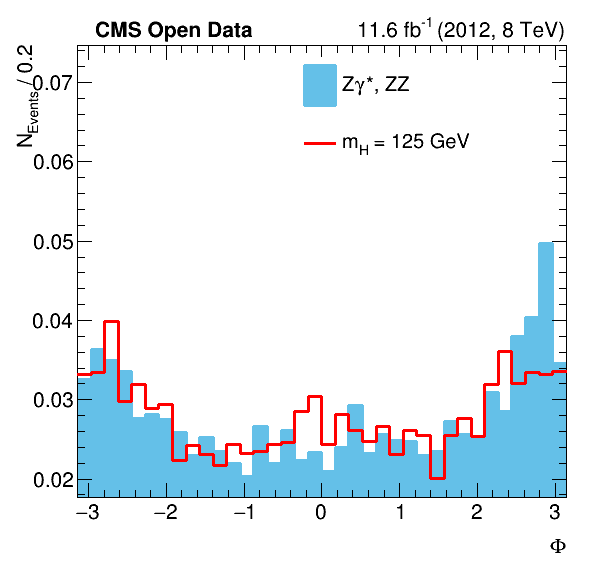 CMS Open Data 11.6 fb⁻¹ (2012, 8 TeV)
N_Events / 0.2
Zγ*, ZZ
m_H = 125 GeV
0.07
0.06
0.05
0.04
0.03
0.02
−3 −2 −1 0 1 2 3
Φ